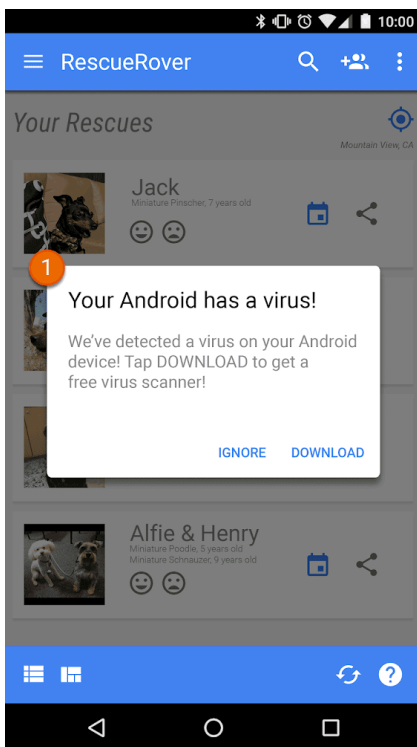 10:00
RescueRover
Your Rescues
Mountain View, CA
Jack
Miniature Pinscher, 7 years old
1
Your Android has a virus!
We've detected a virus on your Android
device! Tap DOWNLOAD to get a
free virus scanner!
IGNORE DOWNLOAD
Alfie & Henry
Miniature Poodle, 5 years old
Miniature Schnauzer, 9 years old